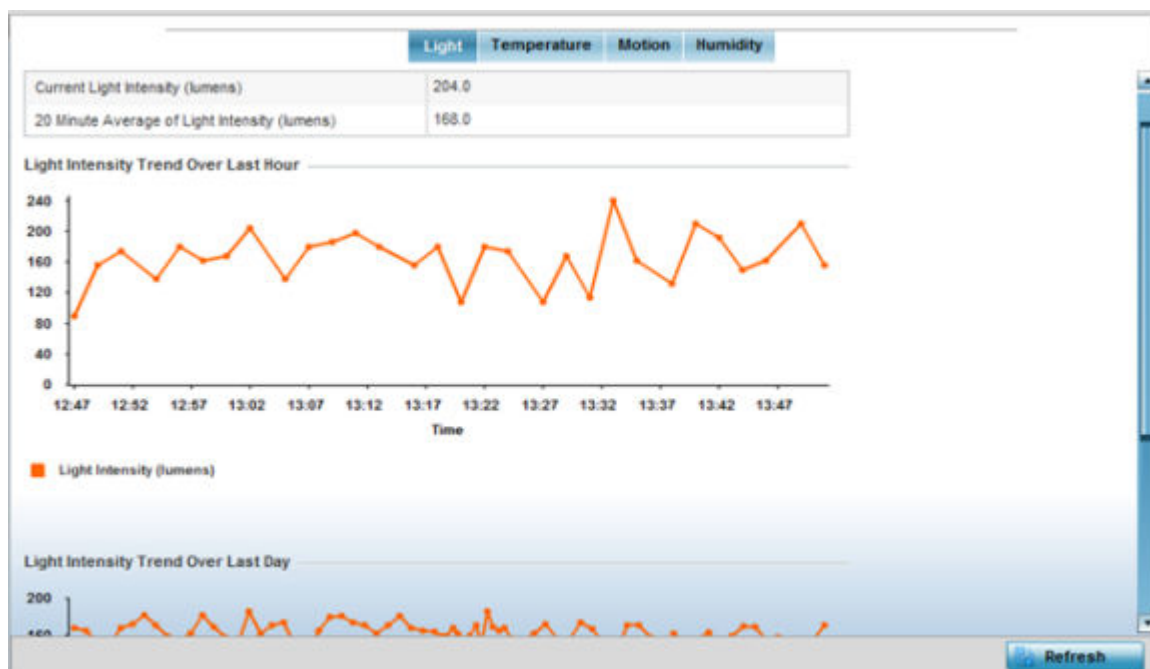 Light Temperature Motion Humidity
Current Light Intensity (lumens) 204.0
20 Minute Average of Light Intensity (lumens) 168.0
Light Intensity Trend Over Last Hour
240
200
160
120
80
40
0
12:47 12:52 12:57 13:02 13:07 13:12 13:17 13:22 13:27 13:32 13:37 13:42 13:47
Time
Light Intensity (lumens)
Light Intensity Trend Over Last Day
200
160
Refresh